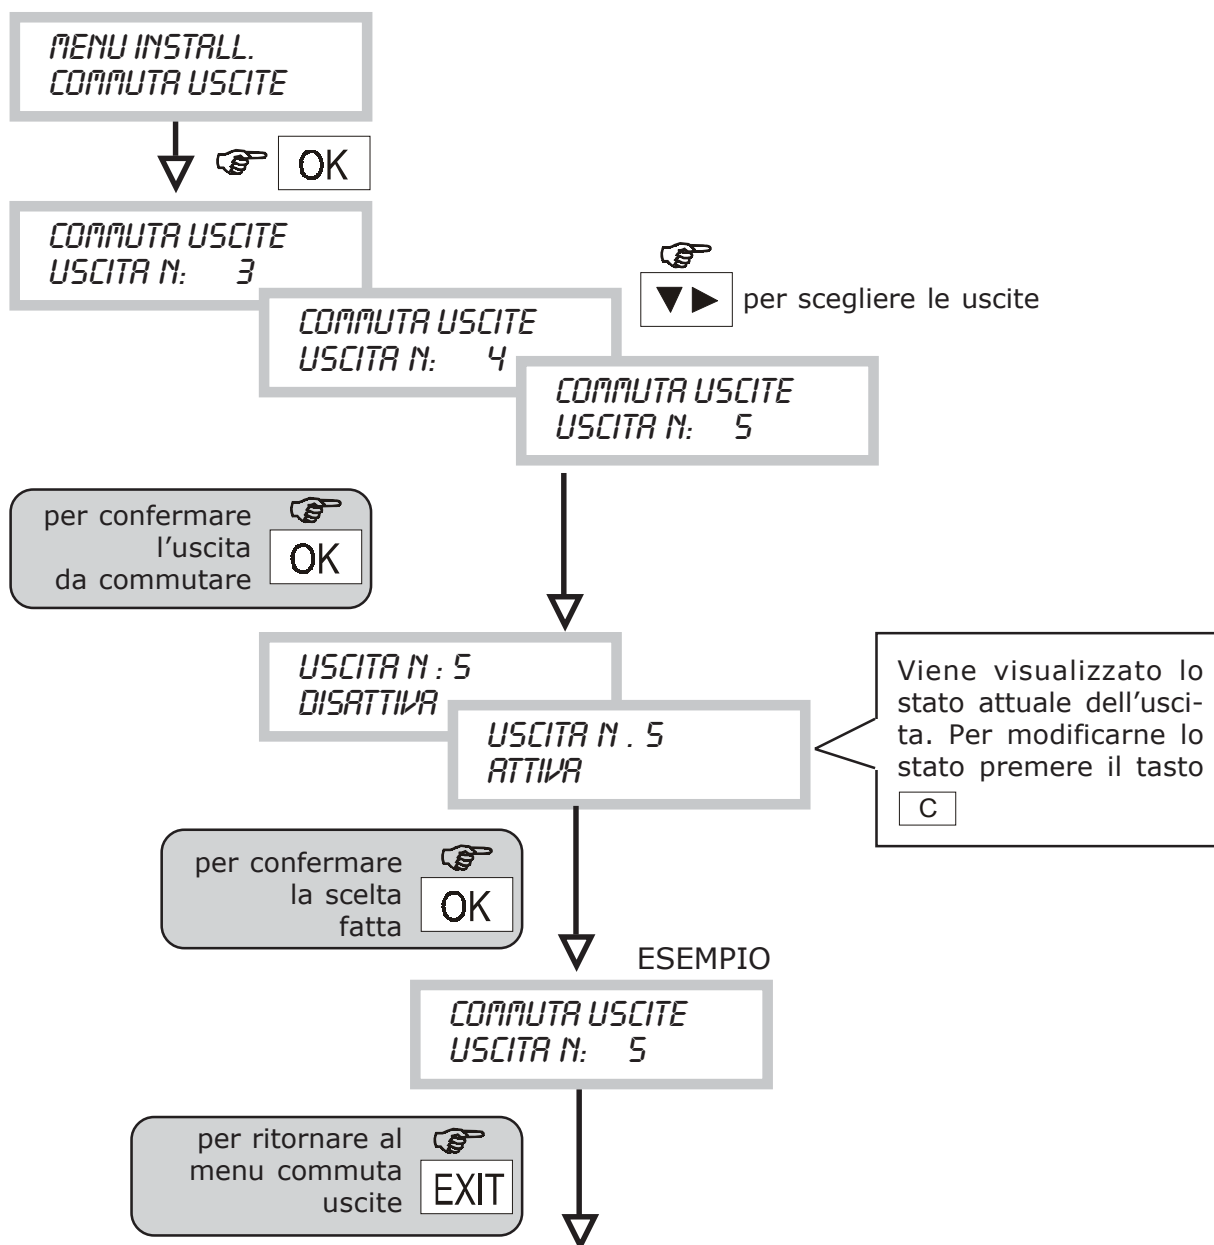 MENU INSTALL.
COMMUTA USCITE
OK
COMMUTA USCITE
USCITA N: 3
▼▶ per scegliere le uscite
COMMUTA USCITE
USCITA N: 4
COMMUTA USCITE
USCITA N: 5
per confermare
l'uscita
da commutare
OK
USCITA N : 5
DISATTIVA
USCITA N . 5
ATTIVA
Viene visualizzato lo
stato attuale dell'usci-
ta. Per modificarne lo
stato premere il tasto
C
per confermare
la scelta
fatta
OK
ESEMPIO
COMMUTA USCITE
USCITA N: 5
per ritornare al
menu commuta
uscite
EXIT